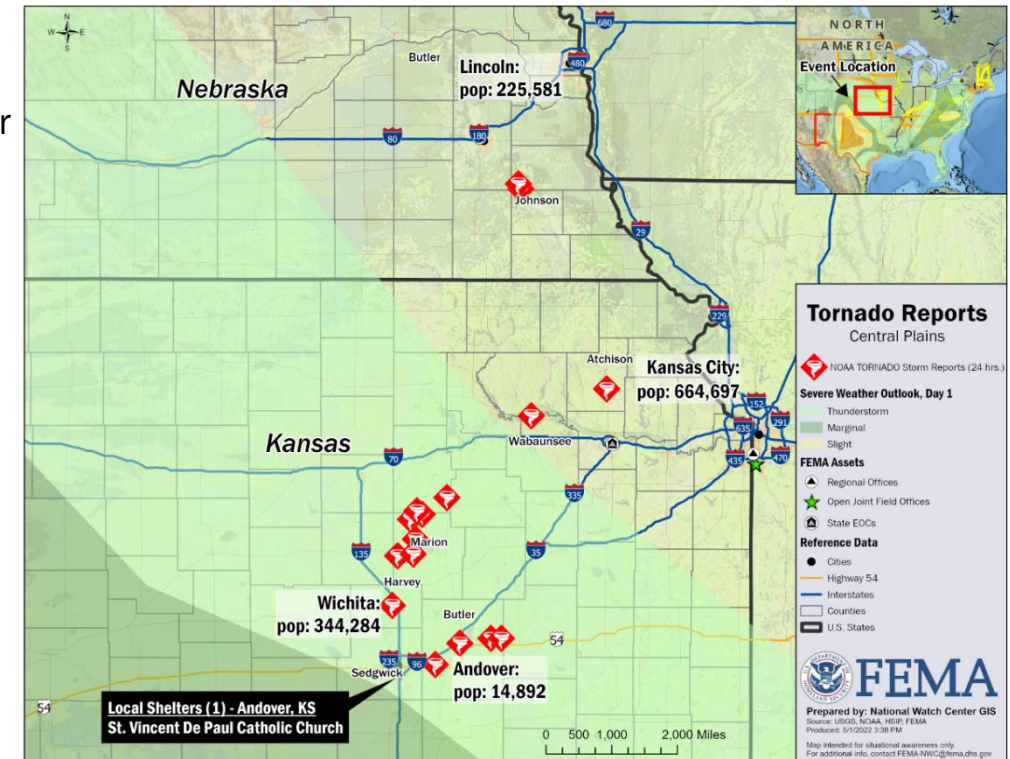 r
N
W E
S
Nebraska
Butler
Lincoln:
pop: 225,581
680
480
80
180
Johnson
29
229
NORTH
AMERICA
Event Location
Kansas
Atchison
Kansas City:
pop: 664,697
Wabaunsee
70
335
635
435
152
291
470
135
35
Marion
Harvey
Wichita:
pop: 344,284
Butler
54
235
96
Sedgwick
Andover:
pop: 14,892
54
Local Shelters (1) - Andover, KS
St. Vincent De Paul Catholic Church
0 500 1,000 2,000 Miles
Tornado Reports
Central Plains
NOAA TORNADO Storm Reports (24 hrs.)
Severe Weather Outlook, Day 1
Thunderstorm
Marginal
Slight
FEMA Assets
Regional Offices
Open Joint Field Offices
State EOCs
Reference Data
Cities
Highway 54
Interstates
Counties
U.S. States
FEMA
Prepared by: National Watch Center GIS
Source: USGS, NOAA, HSIP, FEMA
Produced: 5/1/2022 3:38 PM
Map intended for situational awareness only.
For additional info, contact FEMA-NWC@fema.dhs.gov